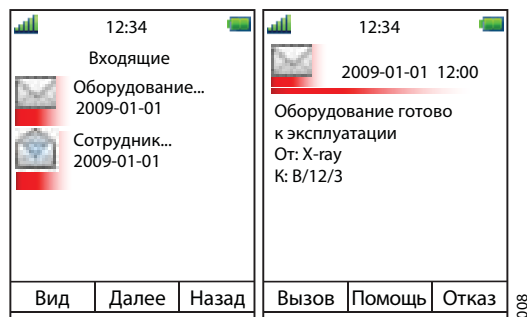 12:34
Входящие
Оборудование...
2009-01-01
Сотрудник...
2009-01-01
Вид Далее Назад
12:34
2009-01-01 12:00
Оборудование готово
к эксплуатации
От: X-ray
К: B/12/3
Вызов Помощь Отказ
008